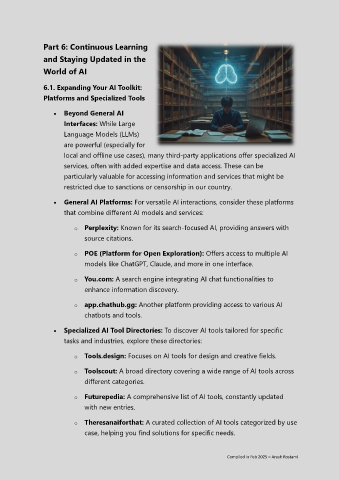 Part 6: Continuous Learning
and Staying Updated in the
World of AI
6.1. Expanding Your AI Toolkit:
Platforms and Specialized Tools
• Beyond General AI
Interfaces: While Large
Language Models (LLMs)
are powerful (especially for
local and offline use cases), many third-party applications offer specialized AI
services, often with added expertise and data access. These can be
particularly valuable for accessing information and services that might be
restricted due to sanctions or censorship in our country.
• General AI Platforms: For versatile AI interactions, consider these platforms
that combine different AI models and services:
o Perplexity: Known for its search-focused AI, providing answers with
source citations.
o POE (Platform for Open Exploration): Offers access to multiple AI
models like ChatGPT, Claude, and more in one interface.
o You.com: A search engine integrating AI chat functionalities to
enhance information discovery.
o app.chathub.gg: Another platform providing access to various AI
chatbots and tools.
• Specialized AI Tool Directories: To discover AI tools tailored for specific
tasks and industries, explore these directories:
o Tools.design: Focuses on AI tools for design and creative fields.
o Toolscout: A broad directory covering a wide range of AI tools across
different categories.
o Futurepedia: A comprehensive list of AI tools, constantly updated
with new entries.
o Theresanaiforthat: A curated collection of AI tools categorized by use
case, helping you find solutions for specific needs.
Compiled in Feb 2025 – Arash Rostami